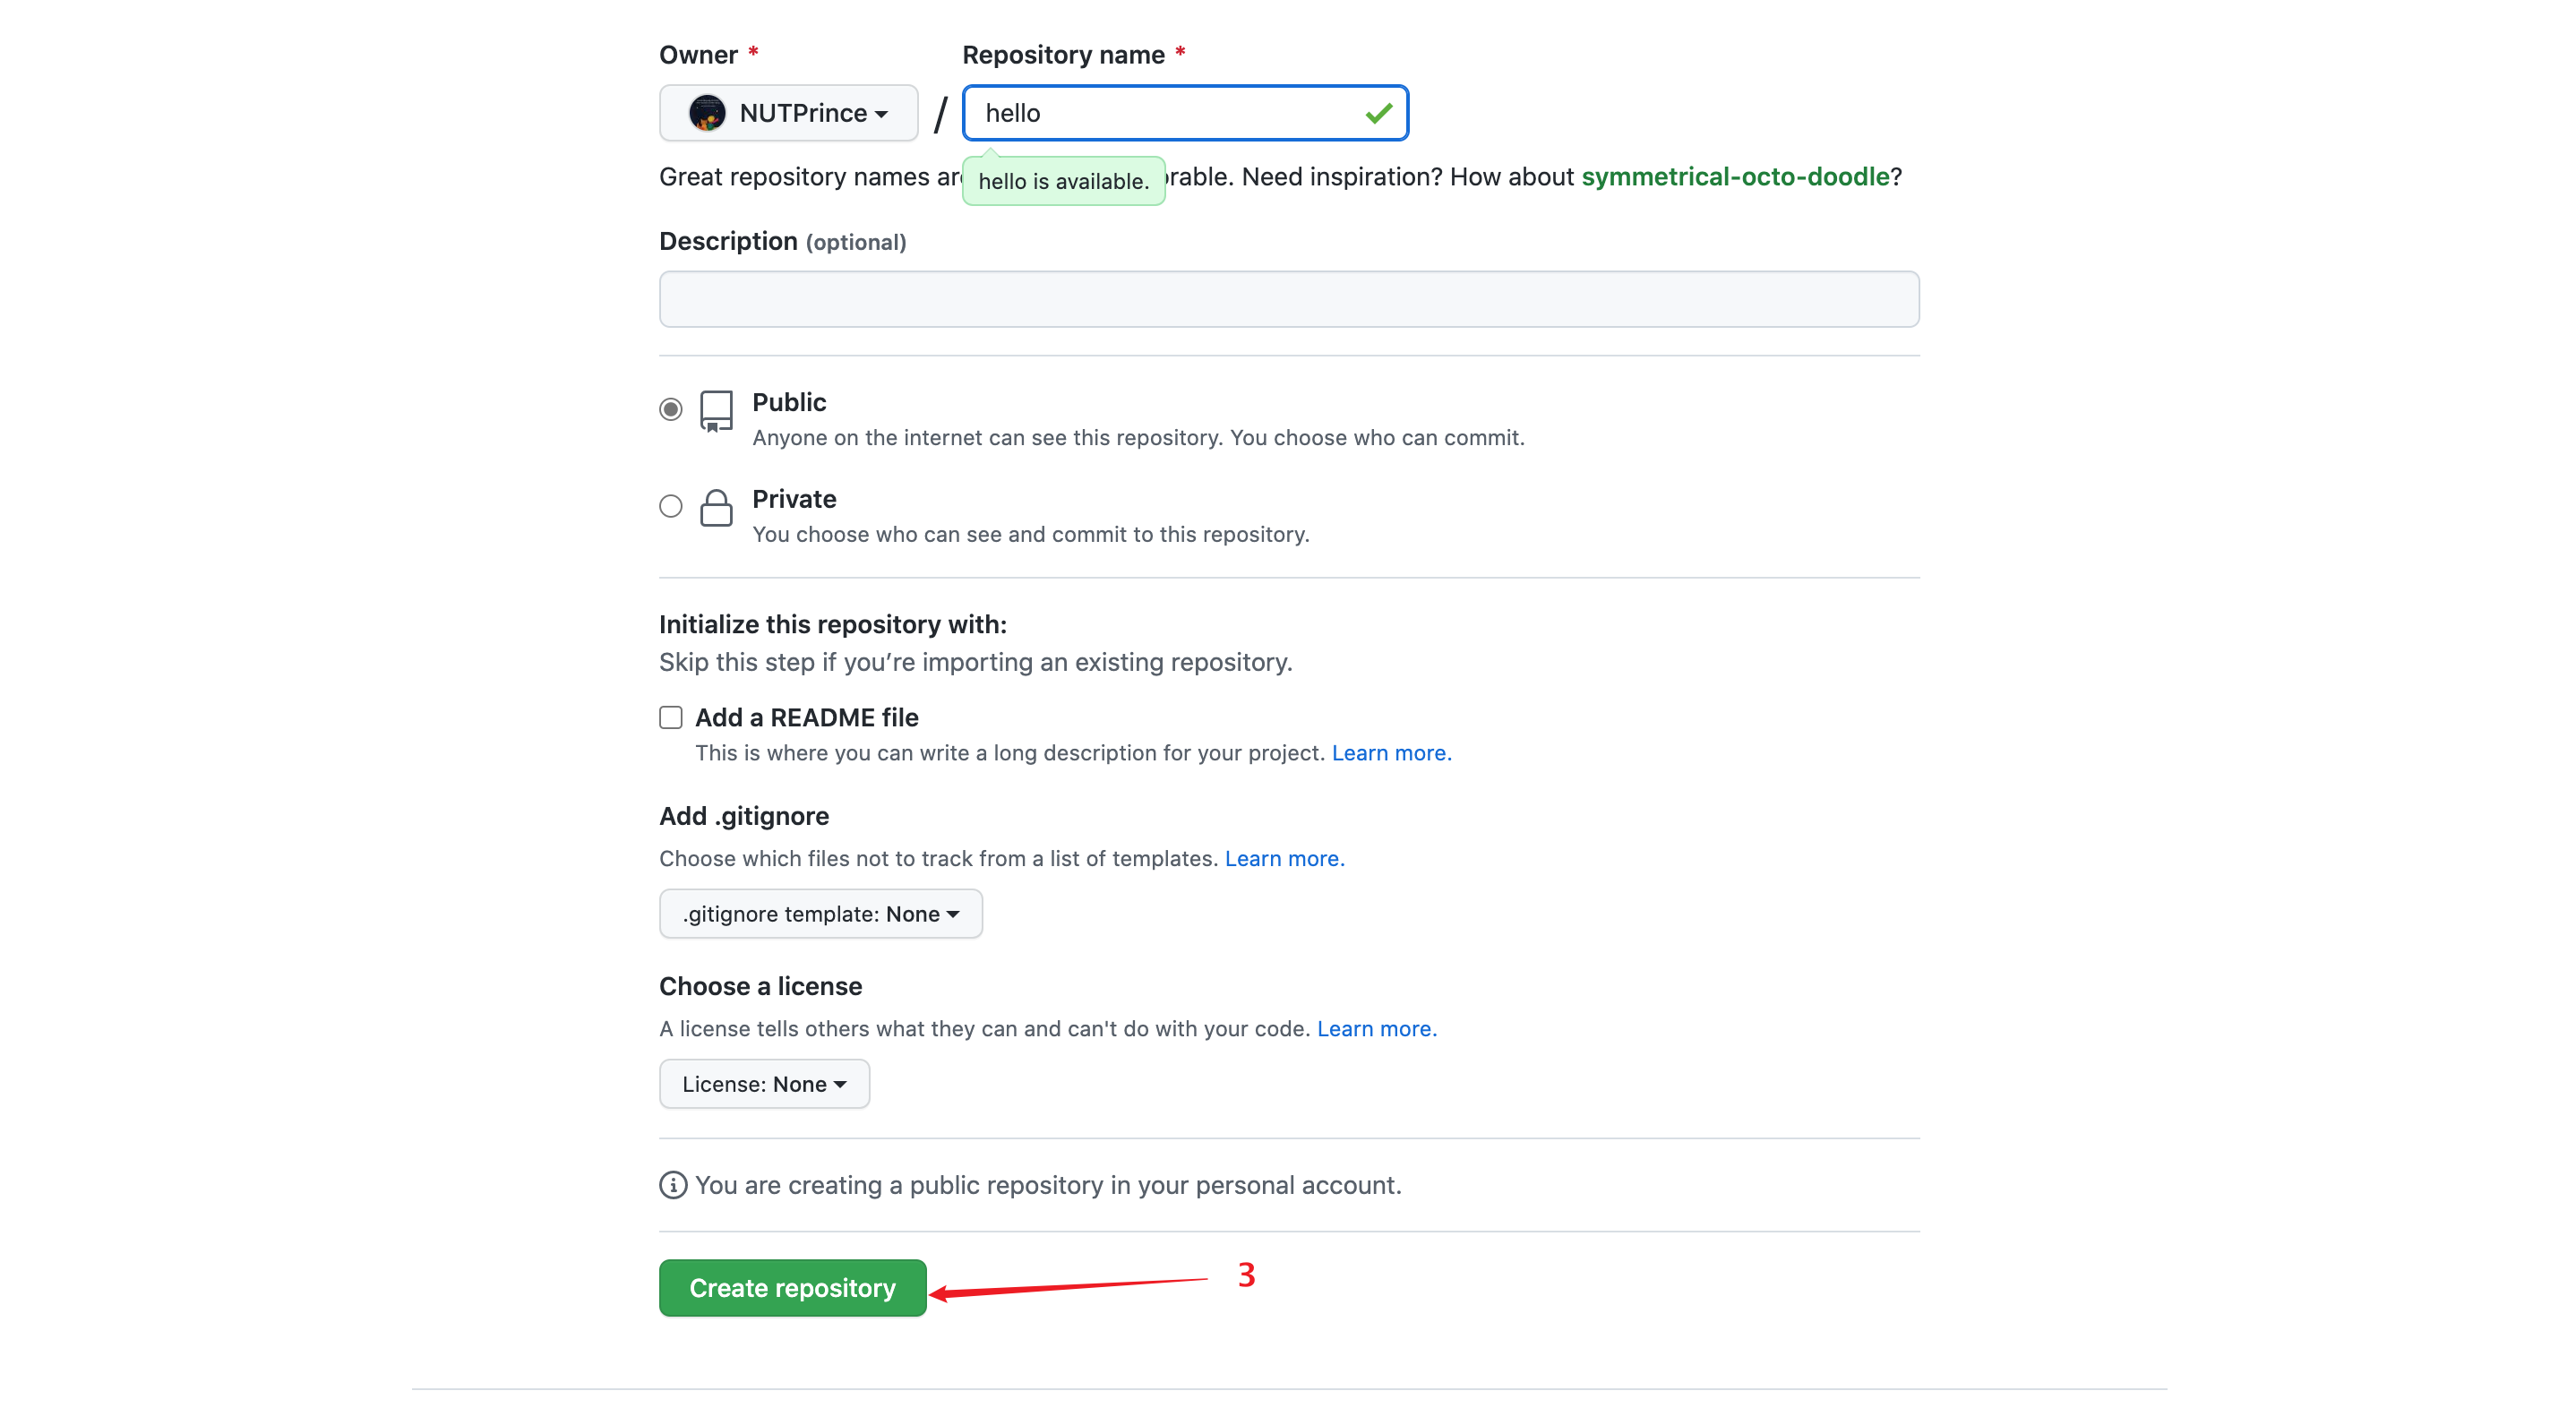 Owner *
Repository name *
NUTPrince
/
hello
Great repository names are
hello is available.
orable. Need inspiration? How about symmetrical-octo-doodle?
Description (optional)
Public
Anyone on the internet can see this repository. You choose who can commit.
Private
You choose who can see and commit to this repository.
Initialize this repository with:
Skip this step if you’re importing an existing repository.
Add a README file
This is where you can write a long description for your project. Learn more.
Add .gitignore
Choose which files not to track from a list of templates. Learn more.
.gitignore template: None
Choose a license
A license tells others what they can and can't do with your code. Learn more.
License: None
You are creating a public repository in your personal account.
Create repository
3